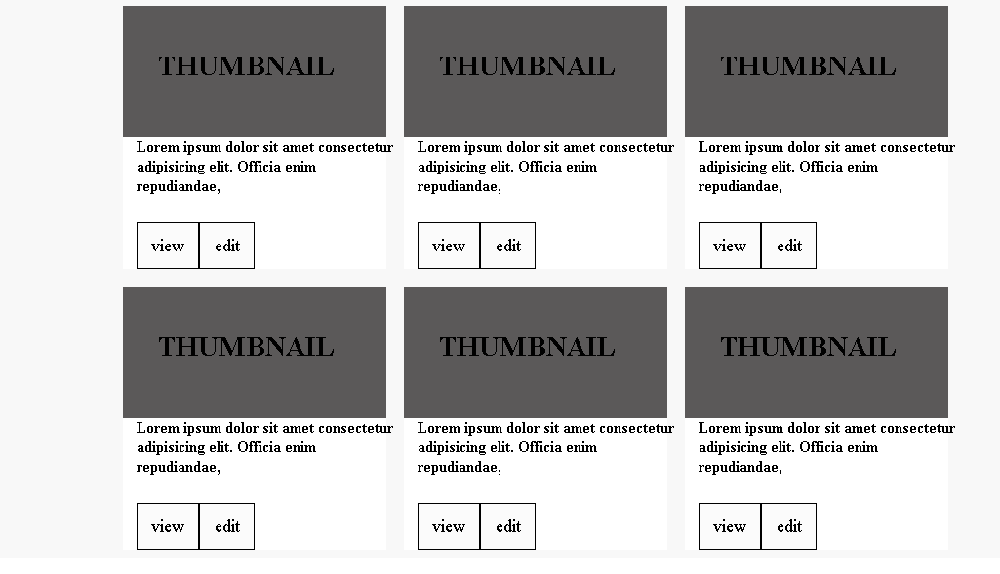 THUMBNAIL
Lorem ipsum dolor sit amet consectetur
adipisicing elit. Officia enim
repudiandae,
view edit
THUMBNAIL
Lorem ipsum dolor sit amet consectetur
adipisicing elit. Officia enim
repudiandae,
view edit
THUMBNAIL
Lorem ipsum dolor sit amet consectetur
adipisicing elit. Officia enim
repudiandae,
view edit
THUMBNAIL
Lorem ipsum dolor sit amet consectetur
adipisicing elit. Officia enim
repudiandae,
view edit
THUMBNAIL
Lorem ipsum dolor sit amet consectetur
adipisicing elit. Officia enim
repudiandae,
view edit
THUMBNAIL
Lorem ipsum dolor sit amet consectetur
adipisicing elit. Officia enim
repudiandae,
view edit